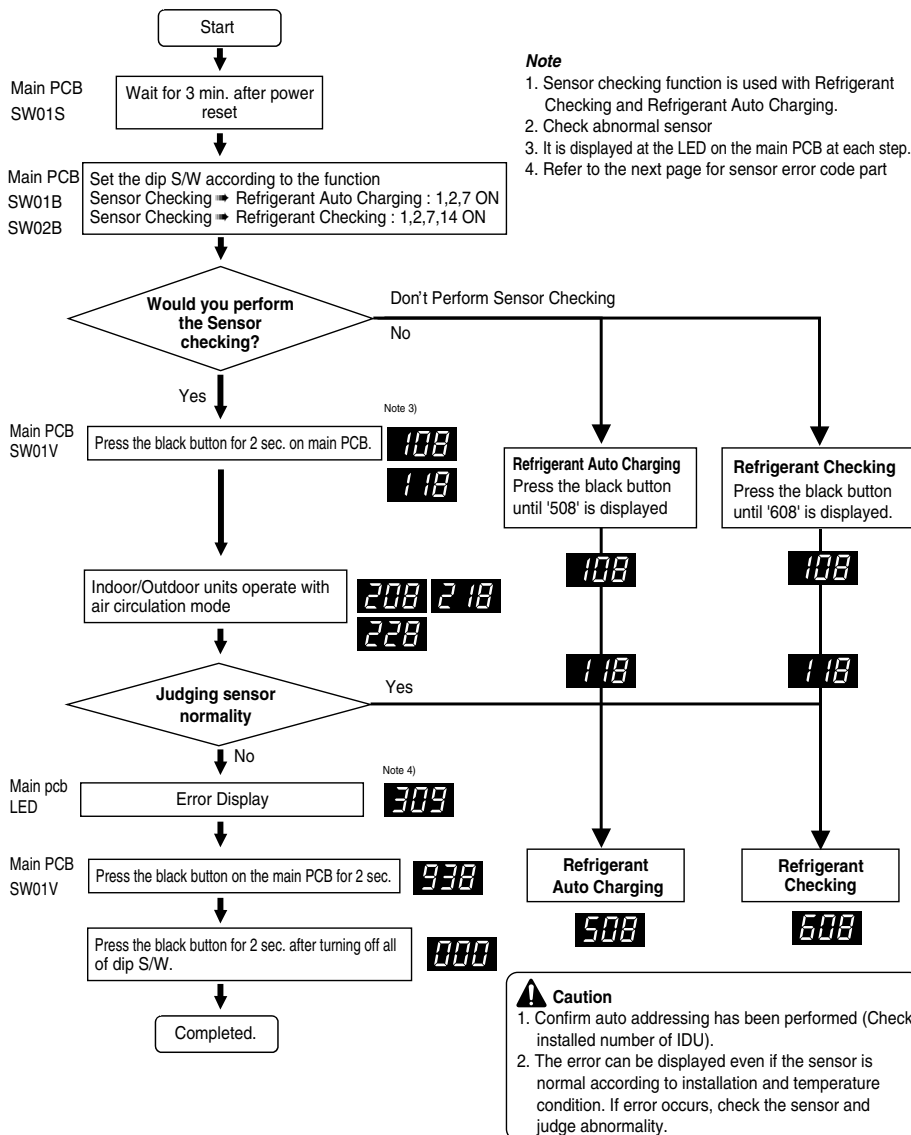 Start
Main PCB
SW01S
Wait for 3 min. after power
reset
Note
1. Sensor checking function is used with Refrigerant
Checking and Refrigerant Auto Charging.
2. Check abnormal sensor
3. It is displayed at the LED on the main PCB at each step.
4. Refer to the next page for sensor error code part
Main PCB
SW01B
SW02B
Set the dip S/W according to the function
Sensor Checking ➠ Refrigerant Auto Charging : 1,2,7 ON
Sensor Checking ➠ Refrigerant Checking : 1,2,7,14 ON
Would you perform
the Sensor
checking?
Don't Perform Sensor Checking
No
Yes
Main PCB
SW01V
Press the black button for 2 sec. on main PCB.
Note 3)
108
118
Refrigerant Auto Charging
Press the black button
until '508' is displayed
108
118
Refrigerant Checking
Press the black button
until '608' is displayed.
108
118
Indoor/Outdoor units operate with
air circulation mode
208 218
228
Judging sensor
normality
Yes
No
Main pcb
LED
Error Display
Note 4)
309
Main PCB
SW01V
Press the black button on the main PCB for 2 sec.
938
Press the black button for 2 sec. after turning off all
of dip S/W.
000
Completed.
Refrigerant
Auto Charging
508
Refrigerant
Checking
608
Caution
1. Confirm auto addressing has been performed (Check
installed number of IDU).
2. The error can be displayed even if the sensor is
normal according to installation and temperature
condition. If error occurs, check the sensor and
judge abnormality.